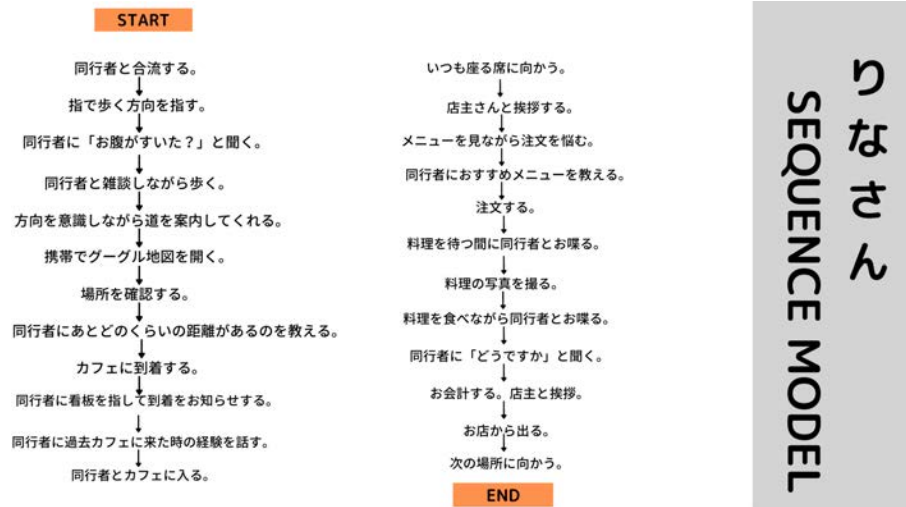 START
同行者と合流する。
指で歩く方向を指す。
同行者に「お腹がすいた？」と聞く。
同行者と雑談しながら歩く。
方向を意識しながら道を案内してくれる。
携帯でグーグル地図を開く。
場所を確認する。
同行者にあとどのくらいの距離があるのを教える。
カフェに到着する。
同行者に看板を指して到着をお知らせする。
同行者に過去カフェに来た時の経験を話す。
同行者とカフェに入る。
いつも座る席に向かう。
店主さんと挨拶する。
メニューを見ながら注文を悩む。
同行者におすすめメニューを教える。
注文する。
料理を待つ間に同行者とお喋る。
料理の写真を撮る。
料理を食べながら同行者とお喋る。
同行者に「どうですか」と聞く。
お会計する。店主と挨拶。
お店から出る。
次の場所に向かう。
END
りなさん
SEQUENCE MODEL